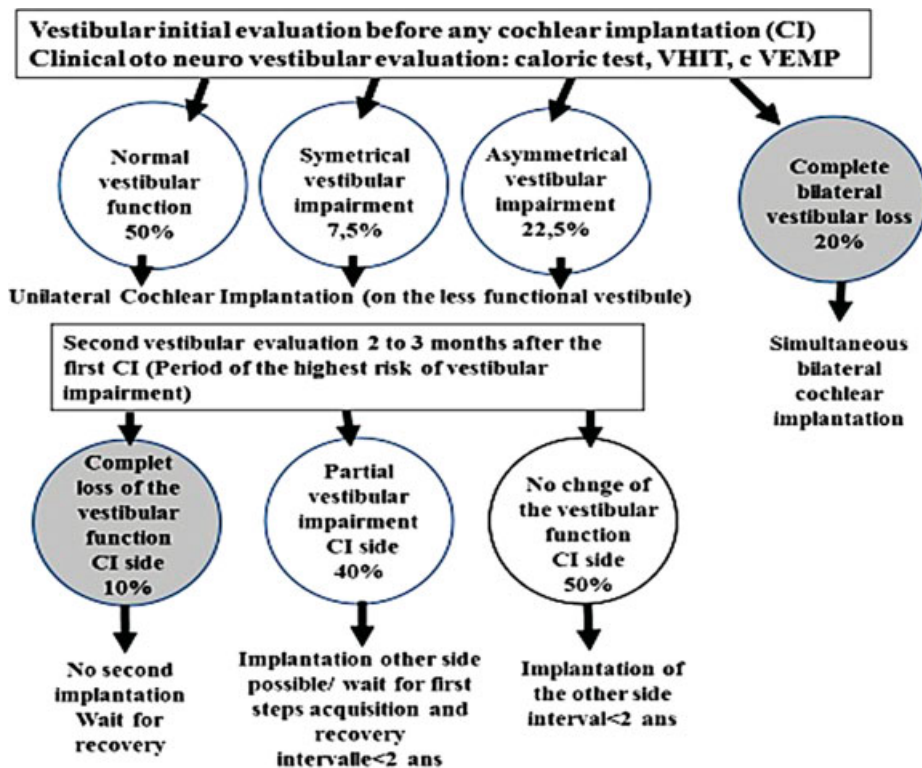 Vestibular initial evaluation before any cochlear implantation (CI)
Clinical oto neuro vestibular evaluation: caloric test, VHIT, c VEMP
Normal
vestibular
function
50%
Symetrical
vestibular
impairment
7,5%
Asymmetrical
vestibular
impairment
22,5%
Complete
bilateral
vestibular loss
20%
Unilateral Cochlear Implantation (on the less functional vestibule)
Simultaneous
bilateral
cochlear
implantation
Second vestibular evaluation 2 to 3 months after the
first CI (Period of the highest risk of vestibular
impairment)
Complet
loss of the
vestibular
function
CI side
10%
Partial
vestibular
impairment
CI side
40%
No chnge of
the vestibular
function
CI side
50%
No second
implantation
Wait for
recovery
Implantation other side
possible/ wait for first
steps acquisition and
recovery
intervalle<2 ans
Implantation of
the other side
interval<2 ans